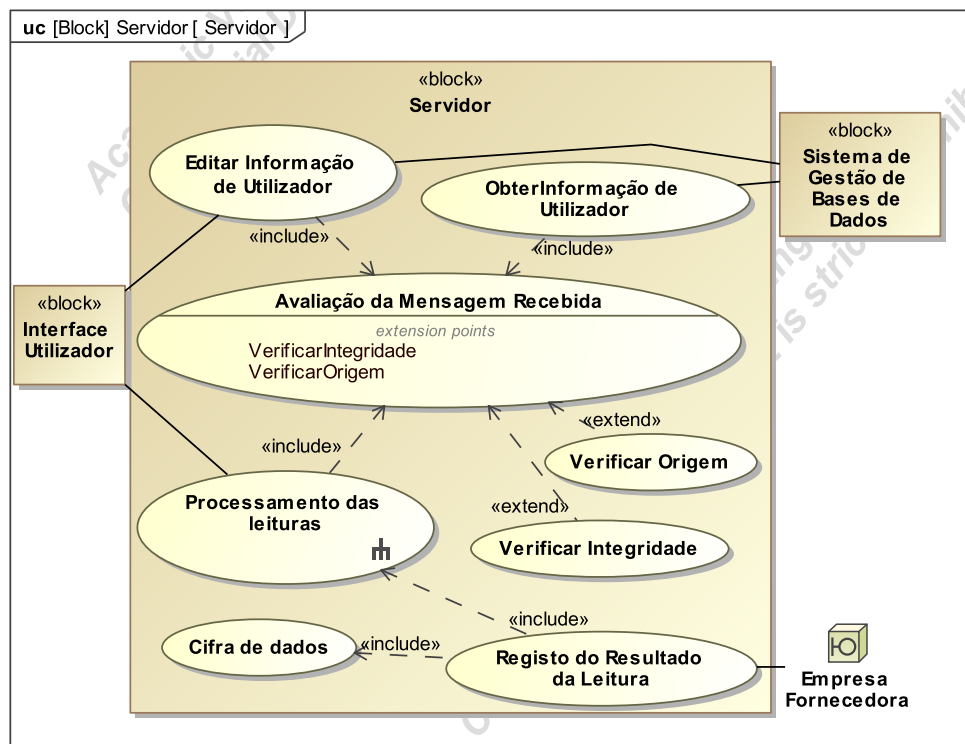 uc [Block] Servidor [ Servidor ]
«block»
Servidor
Editar Informação
de Utilizador
ObterInformação de
Utilizador
«block»
Sistema de
Gestão de
Bases de
Dados
«include»
«include»
«block»
Interface
Utilizador
Avaliação da Mensagem Recebida
extension points
VerificarIntegridade
VerificarOrigem
«include»
«extend»
Verificar Origem
Processamento das
leituras
«extend»
Verificar Integridade
«include»
Cifra de dados
«include»
Registo do Resultado
da Leitura
Empresa
Fornecedora
is stric